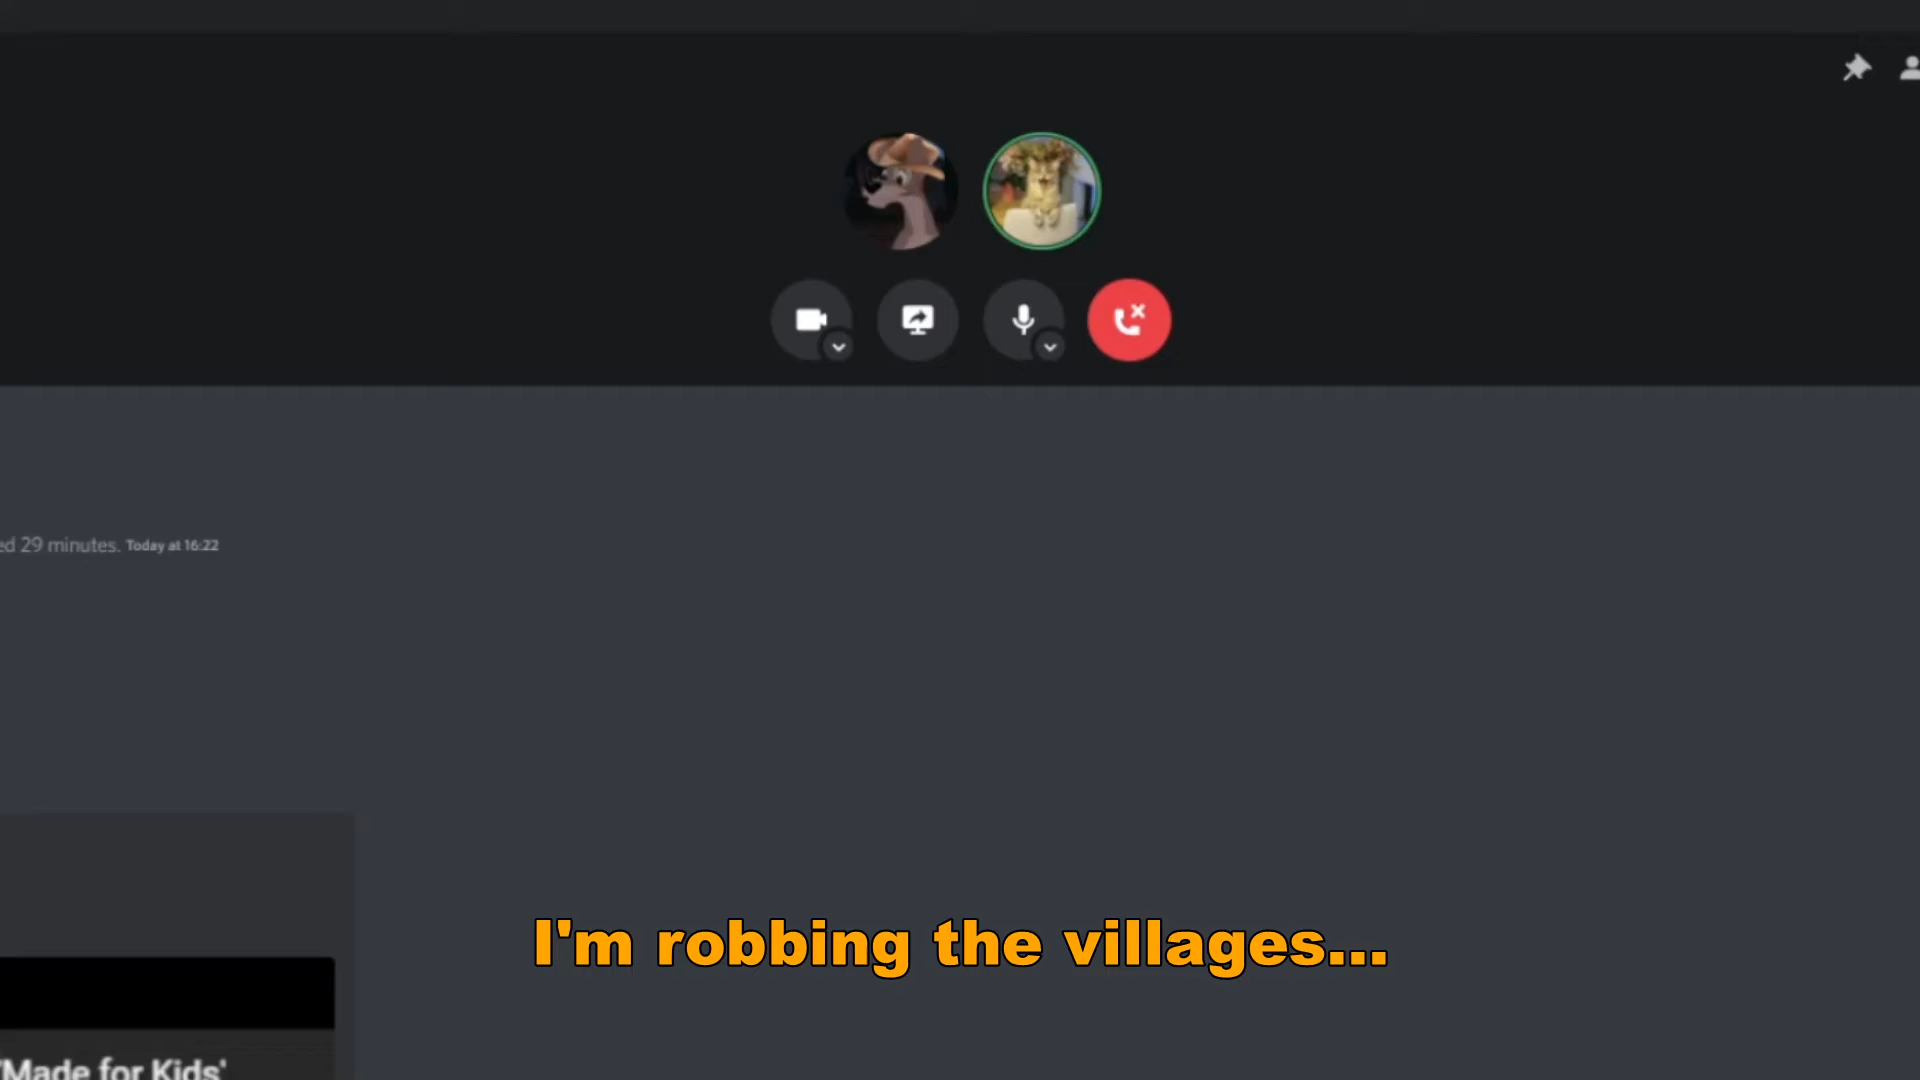 ed 29 minutes. Today at 16:22
I'm robbing the villages...
'Made for Kids'